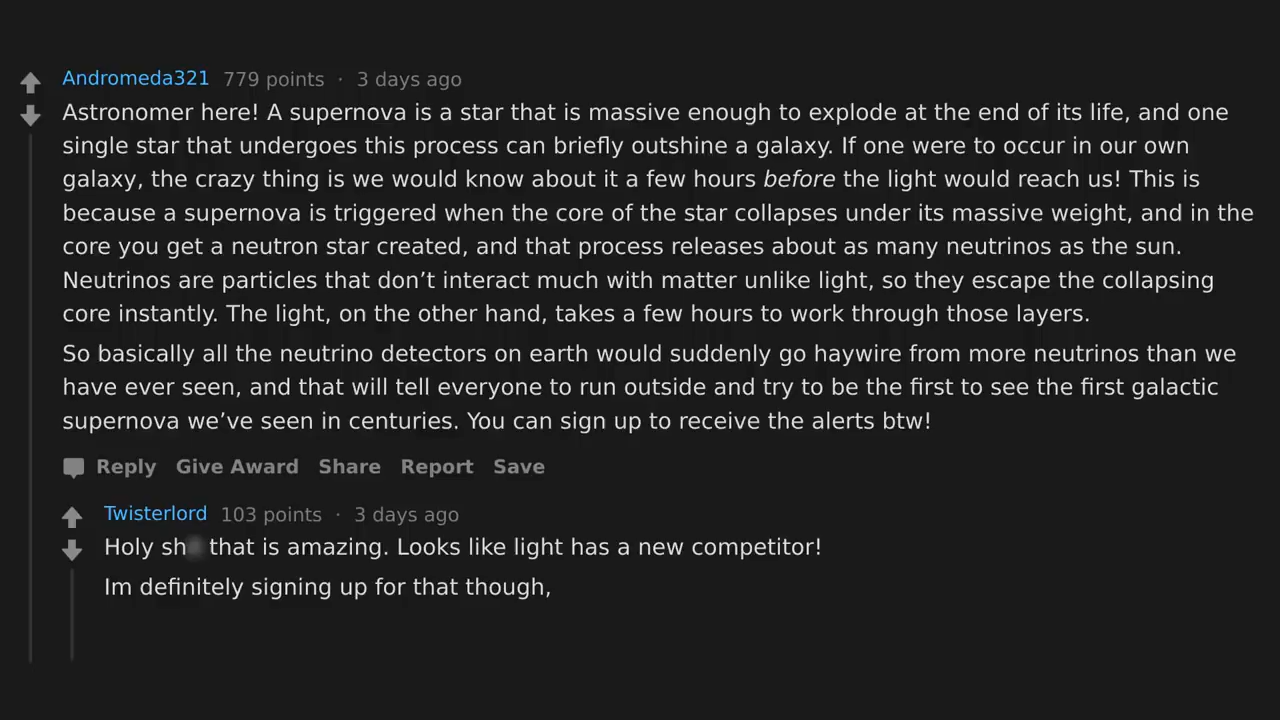 Andromeda321 779 points · 3 days ago
Astronomer here! A supernova is a star that is massive enough to explode at the end of its life, and one
single star that undergoes this process can briefly outshine a galaxy. If one were to occur in our own
galaxy, the crazy thing is we would know about it a few hours before the light would reach us! This is
because a supernova is triggered when the core of the star collapses under its massive weight, and in the
core you get a neutron star created, and that process releases about as many neutrinos as the sun.
Neutrinos are particles that don’t interact much with matter unlike light, so they escape the collapsing
core instantly. The light, on the other hand, takes a few hours to work through those layers.
So basically all the neutrino detectors on earth would suddenly go haywire from more neutrinos than we
have ever seen, and that will tell everyone to run outside and try to be the first to see the first galactic
supernova we’ve seen in centuries. You can sign up to receive the alerts btw!
Reply Give Award Share Report Save
Twisterlord 103 points · 3 days ago
Holy that is amazing. Looks like light has a new competitor!
Im definitely signing up for that though,